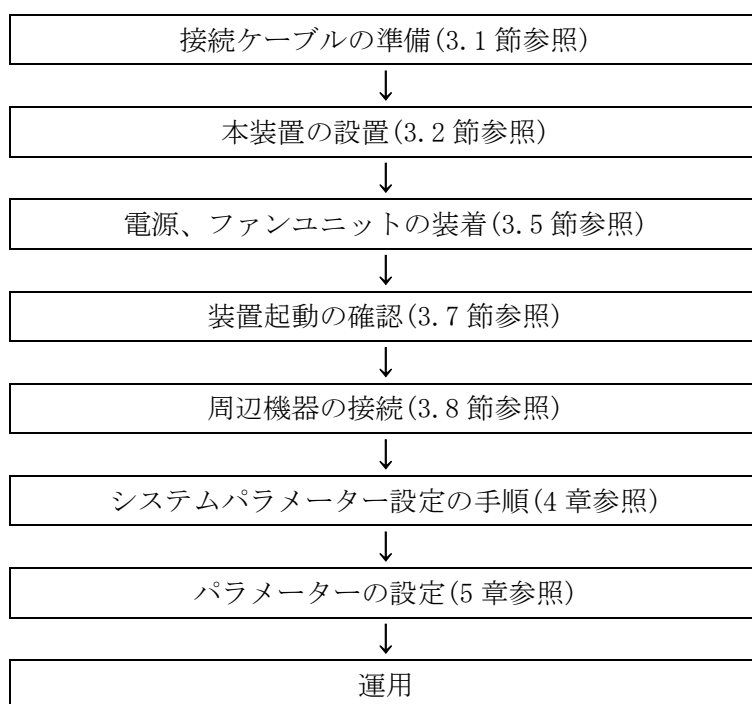 接続ケーブルの準備(3.1 節参照)
↓
本装置の設置(3.2 節参照)
↓
電源、ファンユニットの装着(3.5 節参照)
↓
装置起動の確認(3.7 節参照)
↓
周辺機器の接続(3.8 節参照)
↓
システムパラメーター設定の手順(4 章参照)
↓
パラメーターの設定(5 章参照)
↓
運用